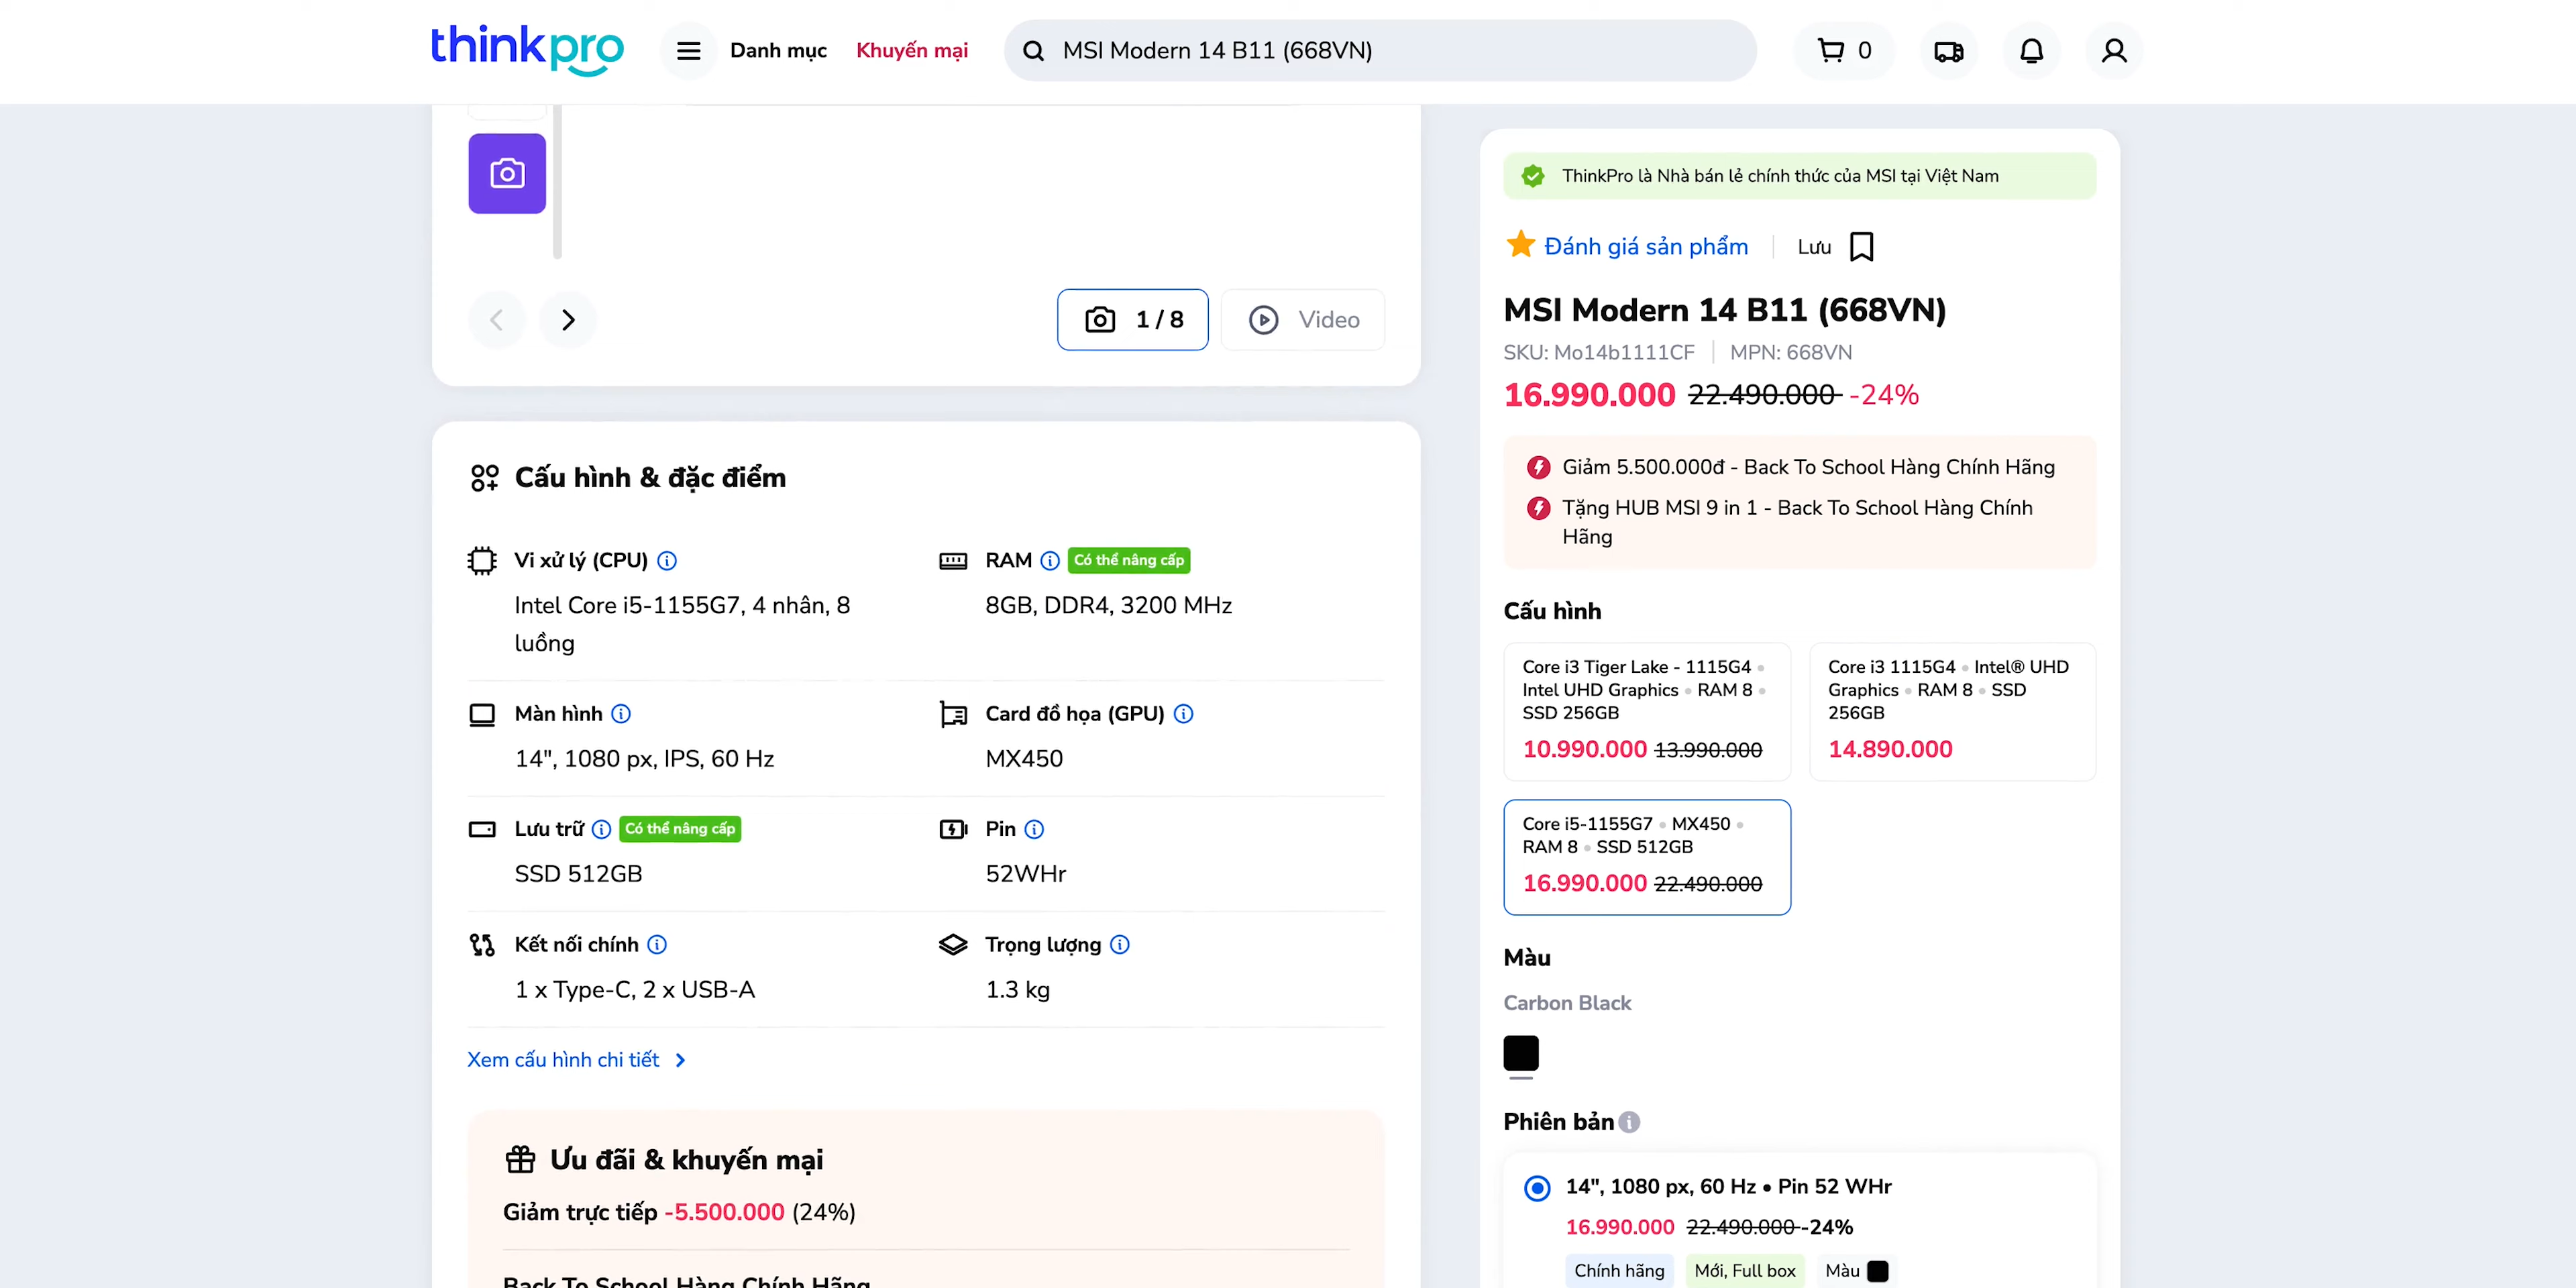 thinkpro
Danh mục
Khuyến mại
MSI Modern 14 B11 (668VN)
0
1 / 8
Video
Cấu hình & đặc điểm
Vi xử lý (CPU)
Intel Core i5-1155G7, 4 nhân, 8
luồng
RAM
Có thể nâng cấp
8GB, DDR4, 3200 MHz
Màn hình
14", 1080 px, IPS, 60 Hz
Card đồ họa (GPU)
MX450
Lưu trữ
Có thể nâng cấp
SSD 512GB
Pin
52WHr
Kết nối chính
1 x Type-C, 2 x USB-A
Trọng lượng
1.3 kg
Xem cấu hình chi tiết
Ưu đãi & khuyến mại
Giảm trực tiếp -5.500.000 (24%)
Back To School Hàng Chính Hãng
ThinkPro là Nhà bán lẻ chính thức của MSI tại Việt Nam
Đánh giá sản phẩm
Lưu
MSI Modern 14 B11 (668VN)
SKU: Mo14b1111CF
MPN: 668VN
16.990.000 22.490.000 -24%
Giảm 5.500.000đ - Back To School Hàng Chính Hãng
Tặng HUB MSI 9 in 1 - Back To School Hàng Chính
Hãng
Cấu hình
Core i3 Tiger Lake - 1115G4 •
Intel UHD Graphics • RAM 8 •
SSD 256GB
10.990.000 13.990.000
Core i3 1115G4 • Intel® UHD
Graphics • RAM 8 • SSD
256GB
14.890.000
Core i5-1155G7 • MX450 •
RAM 8 • SSD 512GB
16.990.000 22.490.000
Màu
Carbon Black
Phiên bản
14", 1080 px, 60 Hz • Pin 52 WHr
16.990.000 22.490.000 -24%
Chính hãng
Mới, Full box
Màu